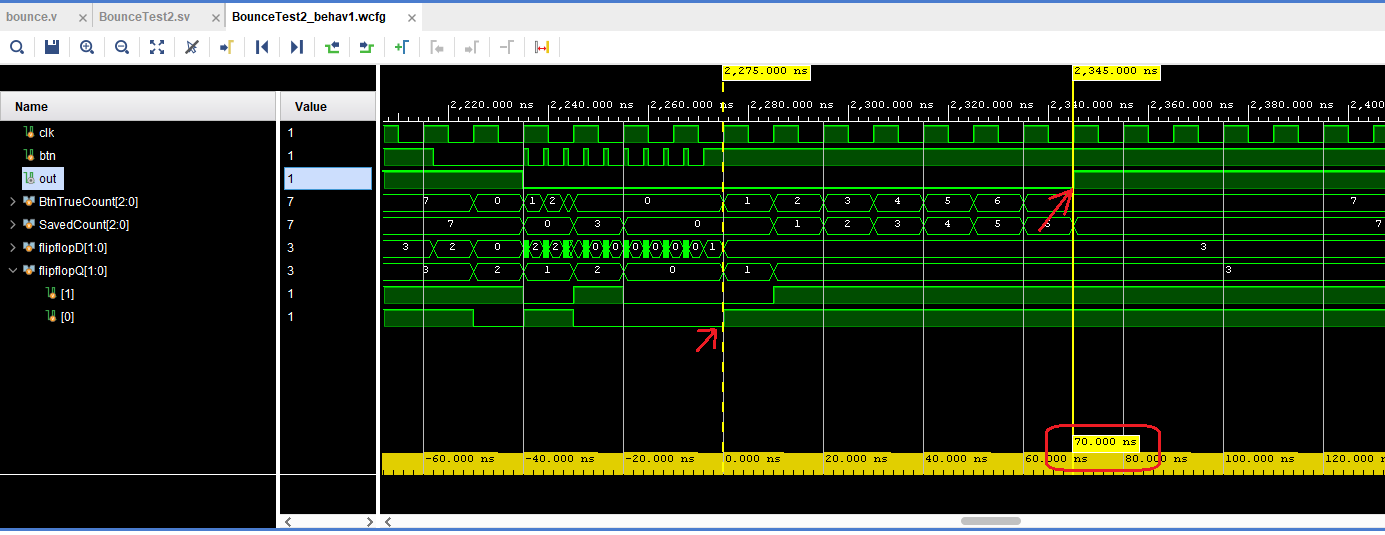 bounce.v × BounceTest2.sv × BounceTest2_behav1.wcfg ×
2,275.000 ns 2,345.000 ns
Name Value
2,220.000 ns 2,240.000 ns 2,260.000 ns 2,280.000 ns 2,300.000 ns 2,320.000 ns 2,340.000 ns 2,360.000 ns 2,380.000 ns 2,400
clk 1
btn 1
out 1
BtnTrueCount[2:0] 7 7 0 1 2 0 1 2 3 4 5 6 7
SavedCount[2:0] 7 7 0 3 0 1 2 3 4 5 7
flipflopD[1:0] 3 3 2 0 2 2 0 0 0 0 0 0 1 3
flipflopQ[1:0] 3 3 2 1 2 0 1 3
[1] 1
[0] 1
70.000 ns
-60.000 ns -40.000 ns -20.000 ns 0.000 ns 20.000 ns 40.000 ns 60.000 ns 80.000 ns 100.000 ns 120.000